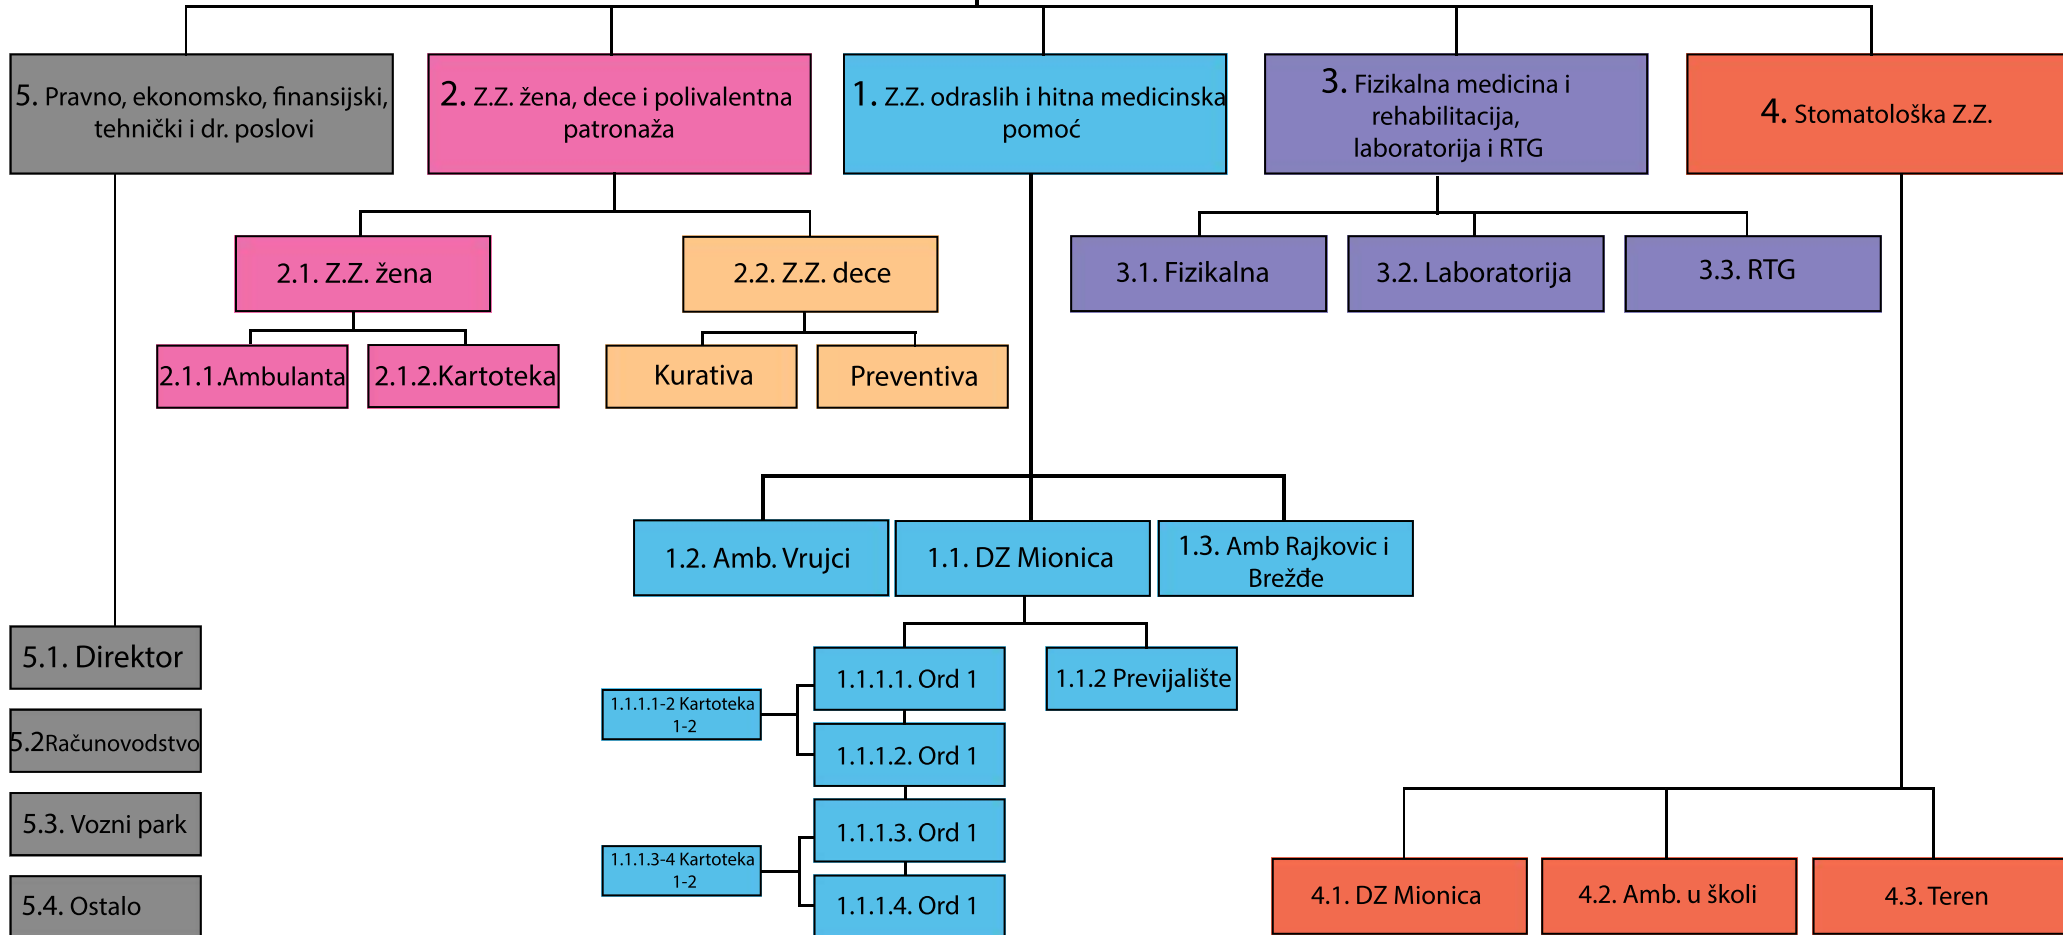 5. Pravno, ekonomsko, finansijski,
tehnički i dr. poslovi
2. Z.Z. žena, dece i polivalentna
patronaža
1. Z.Z. odraslih i hitna medicinska
pomoć
3. Fizikalna medicina i
rehabilitacija,
laboratorija i RTG
4. Stomatološka Z.Z.
2.1. Z.Z. žena
2.2. Z.Z. dece
3.1. Fizikalna
3.2. Laboratorija
3.3. RTG
2.1.1.Ambulanta
2.1.2.Kartoteka
Kurativa
Preventiva
1.2. Amb. Vrujci
1.1. DZ Mionica
1.3. Amb Rajkovic i
Brežđe
5.1. Direktor
5.2Računovodstvo
5.3. Vozni park
5.4. Ostalo
1.1.1.1-2 Kartoteka
1-2
1.1.1.1. Ord 1
1.1.2 Previjalište
1.1.1.2. Ord 1
1.1.1.3. Ord 1
1.1.1.3-4 Kartoteka
1-2
1.1.1.4. Ord 1
4.1. DZ Mionica
4.2. Amb. u školi
4.3. Teren